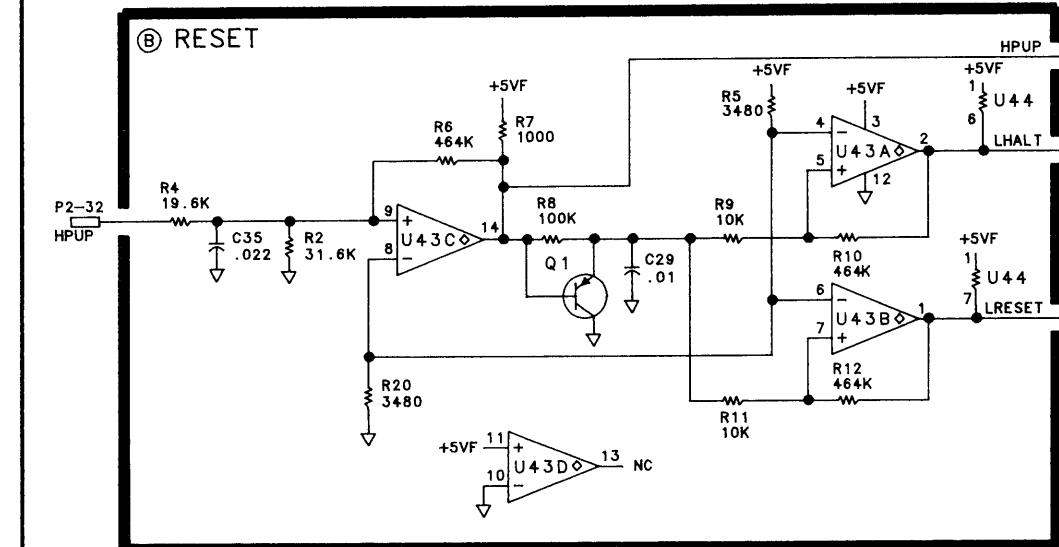 Ⓑ RESET
HPUP
+5VF
+5VF
+5VF
+5VF
1
U44
6
R5
3480
R7
1000
R6
464K
3
4
−
U43A◇
2
LHALT
5
+
12
R4
19.6K
P2-32
HPUP
9
+
U43C◇
14
8
−
R8
100K
R9
10K
C35
.022
R2
31.6K
Q1
C29
.01
R10
464K
+5VF
1
U44
7
6
−
U43B◇
1
LRESET
7
+
R20
3480
R12
464K
R11
10K
+5VF
11
+
U43D◇
13
NC
10
−